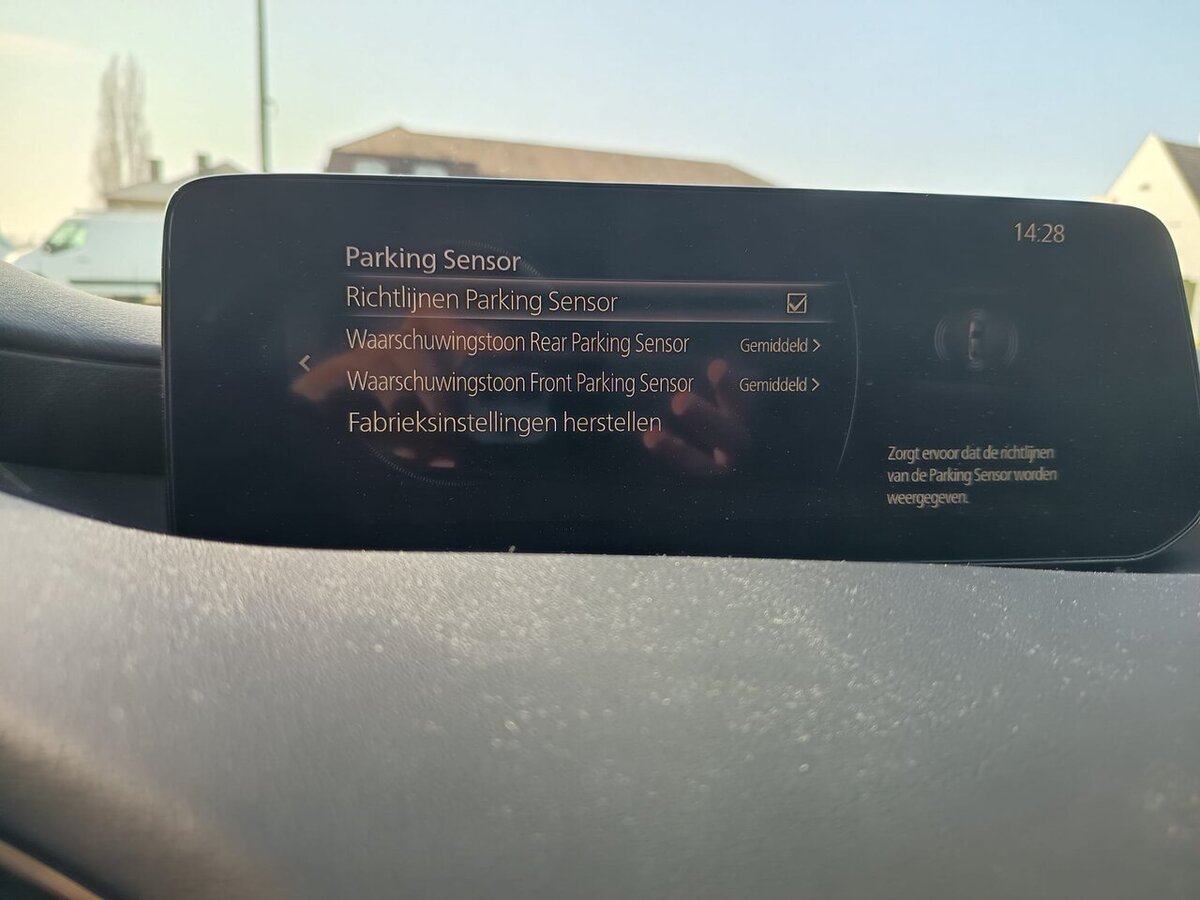 14:28
Parking Sensor
Richtlijnen Parking Sensor
Waarschuwingstoon Rear Parking Sensor Gemiddeld >
Waarschuwingstoon Front Parking Sensor Gemiddeld >
Fabrieksinstellingen herstellen
Zorgt ervoor dat de richtlijnen
van de Parking Sensor worden
weergegeven.